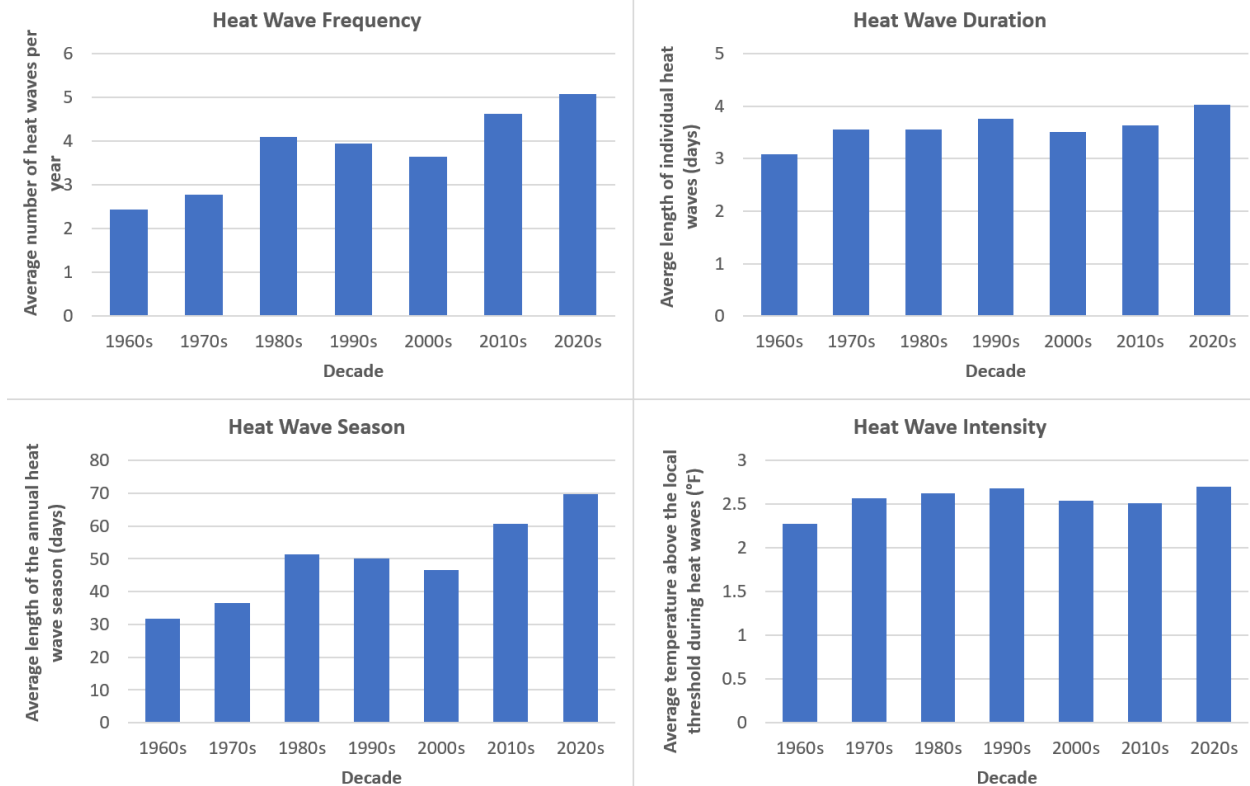 Heat Wave Frequency
Average number of heat waves per
year
6
5
4
3
2
1
0
1960s 1970s 1980s 1990s 2000s 2010s 2020s
Decade
Heat Wave Duration
Averge length of individual heat
waves (days)
5
4
3
2
1
0
1960s 1970s 1980s 1990s 2000s 2010s 2020s
Decade
Heat Wave Season
Average length of the annual heat
wave season (days)
80
70
60
50
40
30
20
10
0
1960s 1970s 1980s 1990s 2000s 2010s 2020s
Decade
Heat Wave Intensity
Average temperature above the local
threshold during heat waves (°F)
3
2.5
2
1.5
1
0.5
0
1960s 1970s 1980s 1990s 2000s 2010s 2020s
Decade